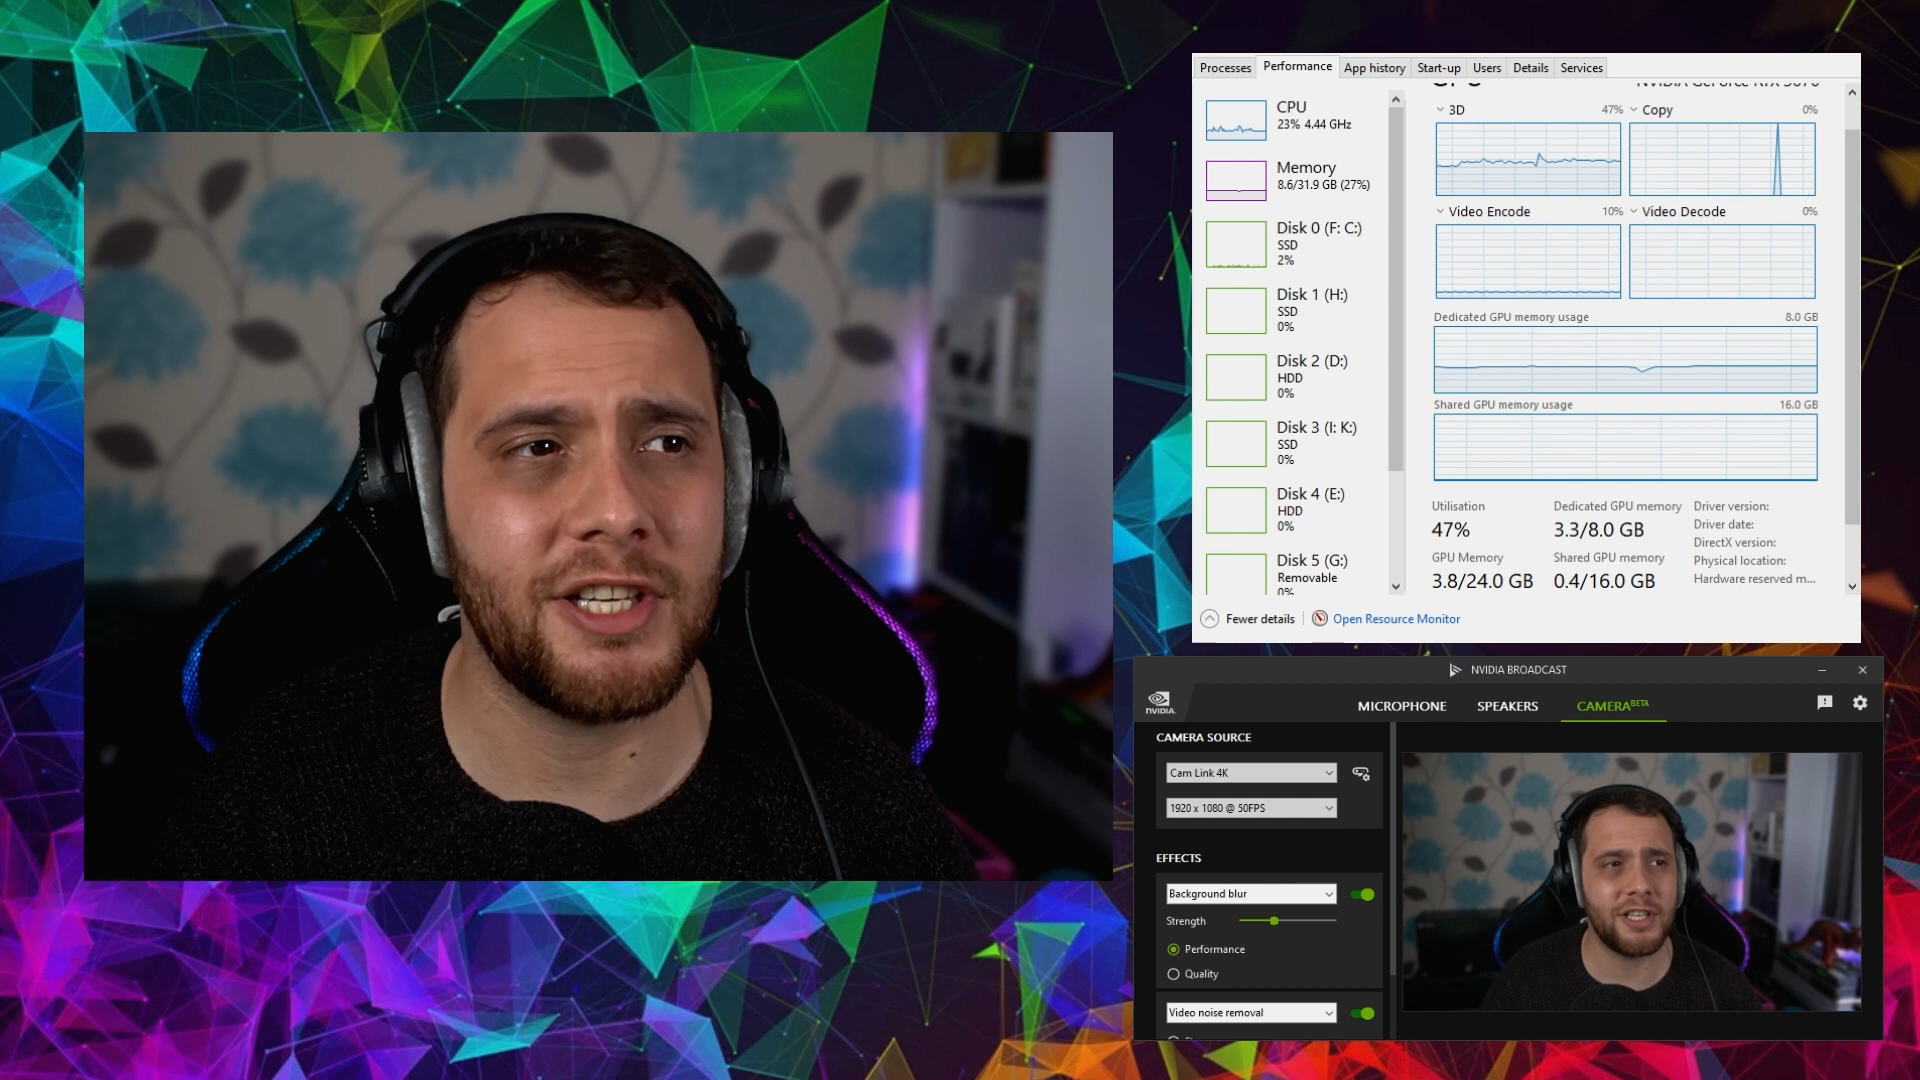 Processes
Performance
App history
Start-up
Users
Details
Services
CPU
23% 4.44 GHz
Memory
8.6/31.9 GB (27%)
Disk 0 (F: C:)
SSD
2%
Disk 1 (H:)
SSD
0%
Disk 2 (D:)
HDD
0%
Disk 3 (I: K:)
SSD
0%
Disk 4 (E:)
HDD
0%
Disk 5 (G:)
Removable
0%
3D 47%
Copy 0%
Video Encode 10%
Video Decode 0%
Dedicated GPU memory usage 8.0 GB
Shared GPU memory usage 16.0 GB
Utilisation
47%
Dedicated GPU memory
3.3/8.0 GB
GPU Memory
3.8/24.0 GB
Shared GPU memory
0.4/16.0 GB
Driver version:
Driver date:
DirectX version:
Physical location:
Hardware reserved m...
Fewer details
Open Resource Monitor
NVIDIA BROADCAST
NVIDIA.
MICROPHONE
SPEAKERS
CAMERA BETA
CAMERA SOURCE
Cam Link 4K
1920 x 1080 @ 50FPS
EFFECTS
Background blur
Strength
Performance
Quality
Video noise removal